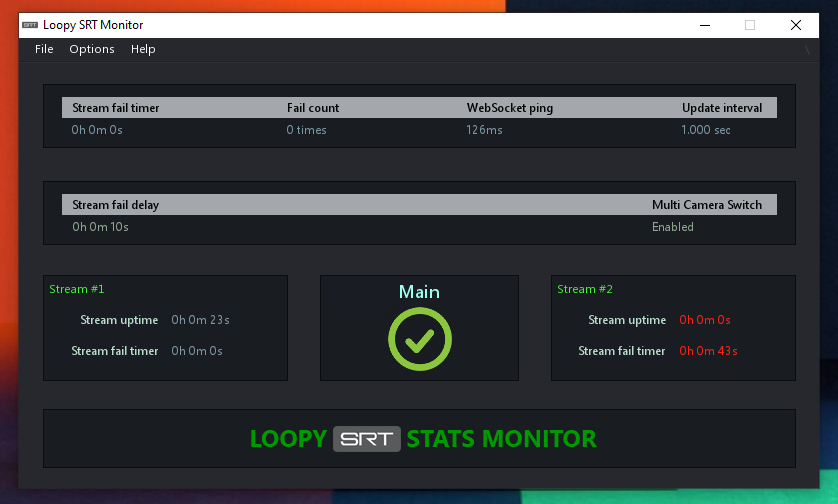 SRT Loopy SRT Monitor
File Options Help
Stream fail timer Fail count WebSocket ping Update interval
0h 0m 0s 0 times 126ms 1.000 sec
Stream fail delay Multi Camera Switch
0h 0m 10s Enabled
Stream #1
Stream uptime 0h 0m 23s
Stream fail timer 0h 0m 0s
Main
Stream #2
Stream uptime 0h 0m 0s
Stream fail timer 0h 0m 43s
LOOPY SRT STATS MONITOR